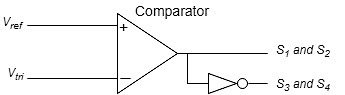 Comparator
Vref
+
S1 and S2
Vtri
−
S3 and S4